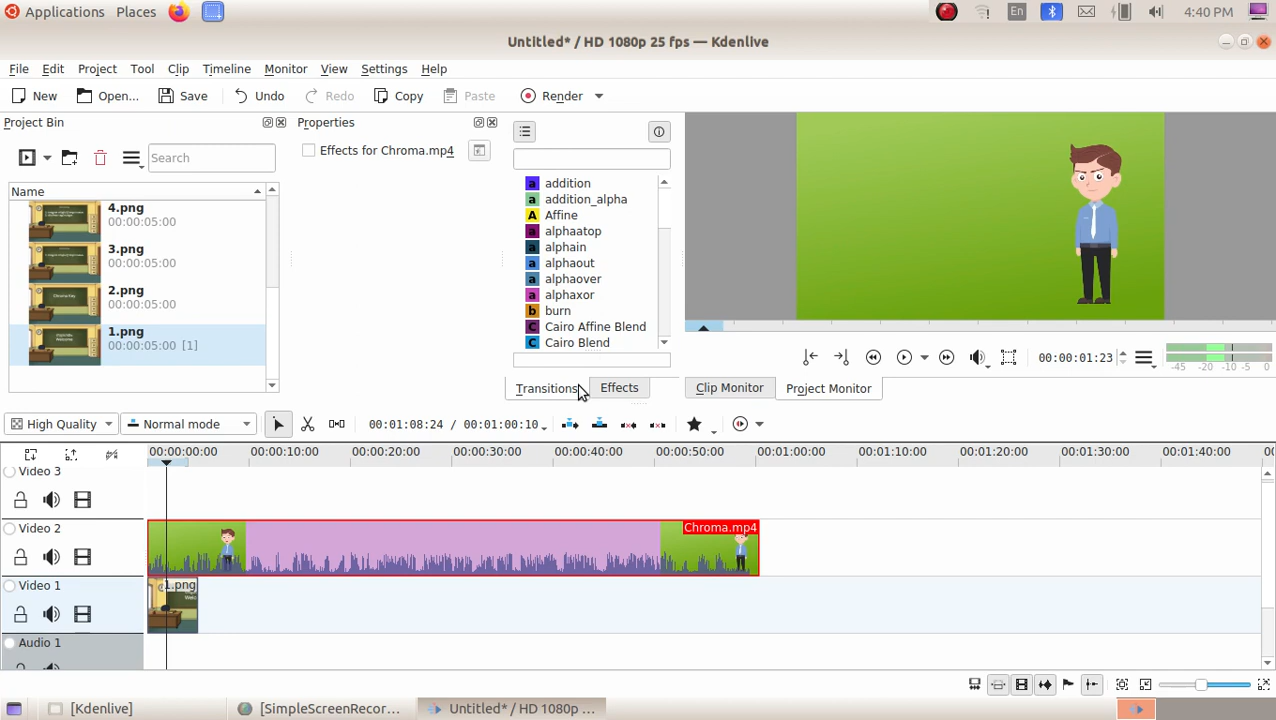 Applications Places En 4:40 PM
Untitled* / HD 1080p 25 fps — Kdenlive
File Edit Project Tool Clip Timeline Monitor View Settings Help
New Open... Save Undo Redo Copy Paste Render
Project Bin
Search
Name
4.png
00:00:05:00
3.png
00:00:05:00
2.png
00:00:05:00
1.png
00:00:05:00 [1]
Properties
Effects for Chroma.mp4
a addition
a addition_alpha
A Affine
a alphaatop
a alphain
a alphaout
a alphaover
a alphaxor
b burn
C Cairo Affine Blend
C Cairo Blend
Transitions Effects
00:00:01:23
-45 -30 -20 -10 0
Clip Monitor Project Monitor
High Quality Normal mode 00:01:08:24 / 00:01:00:10
00:00:00:00 00:00:10:00 00:00:20:00 00:00:30:00 00:00:40:00 00:00:50:00 00:01:00:00 00:01:10:00 00:01:20:00 00:01:30:00 00:01:40:00 00
Video 3
Video 2
Chroma.mp4
Video 1
1.png
Audio 1
[Kdenlive] [SimpleScreenRecor... Untitled* / HD 1080p ...